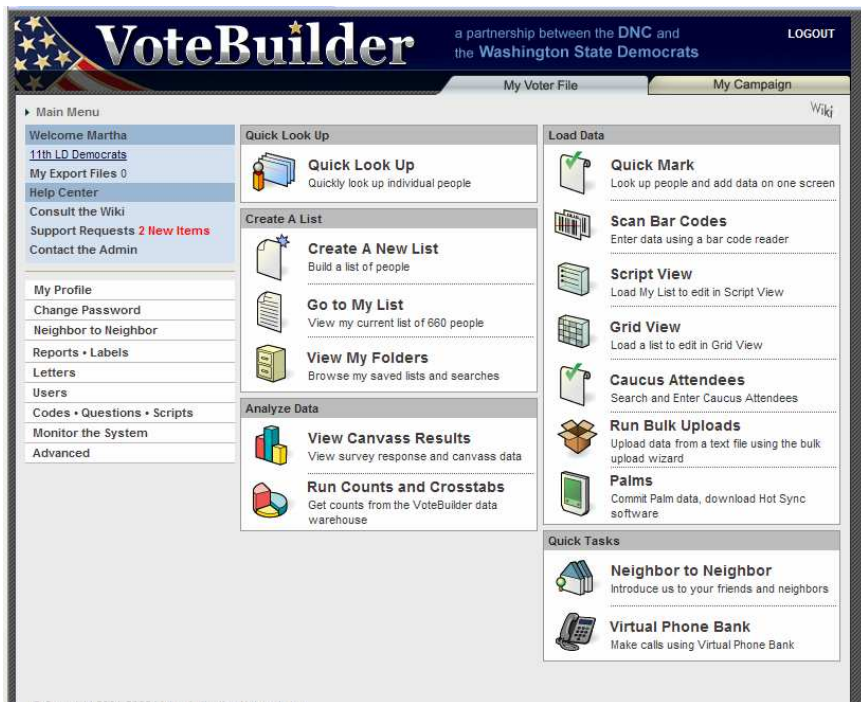 VoteBuilder
a partnership between the DNC and
the Washington State Democrats
LOGOUT
My Voter File
My Campaign
Main Menu
Wiki
Welcome Martha
11th LD Democrats
My Export Files 0
Help Center
Consult the Wiki
Support Requests 2 New Items
Contact the Admin
My Profile
Change Password
Neighbor to Neighbor
Reports • Labels
Letters
Users
Codes • Questions • Scripts
Monitor the System
Advanced
Quick Look Up
Quick Look Up
Quickly look up individual people
Create A List
Create A New List
Build a list of people
Go to My List
View my current list of 660 people
View My Folders
Browse my saved lists and searches
Analyze Data
View Canvass Results
View survey response and canvass data
Run Counts and Crosstabs
Get counts from the VoteBuilder data
warehouse
Load Data
Quick Mark
Look up people and add data on one screen
Scan Bar Codes
Enter data using a bar code reader
Script View
Load My List to edit in Script View
Grid View
Load a list to edit in Grid View
Caucus Attendees
Search and Enter Caucus Attendees
Run Bulk Uploads
Upload data from a text file using the bulk
upload wizard
Palms
Commit Palm data, download Hot Sync
software
Quick Tasks
Neighbor to Neighbor
Introduce us to your friends and neighbors
Virtual Phone Bank
Make calls using Virtual Phone Bank